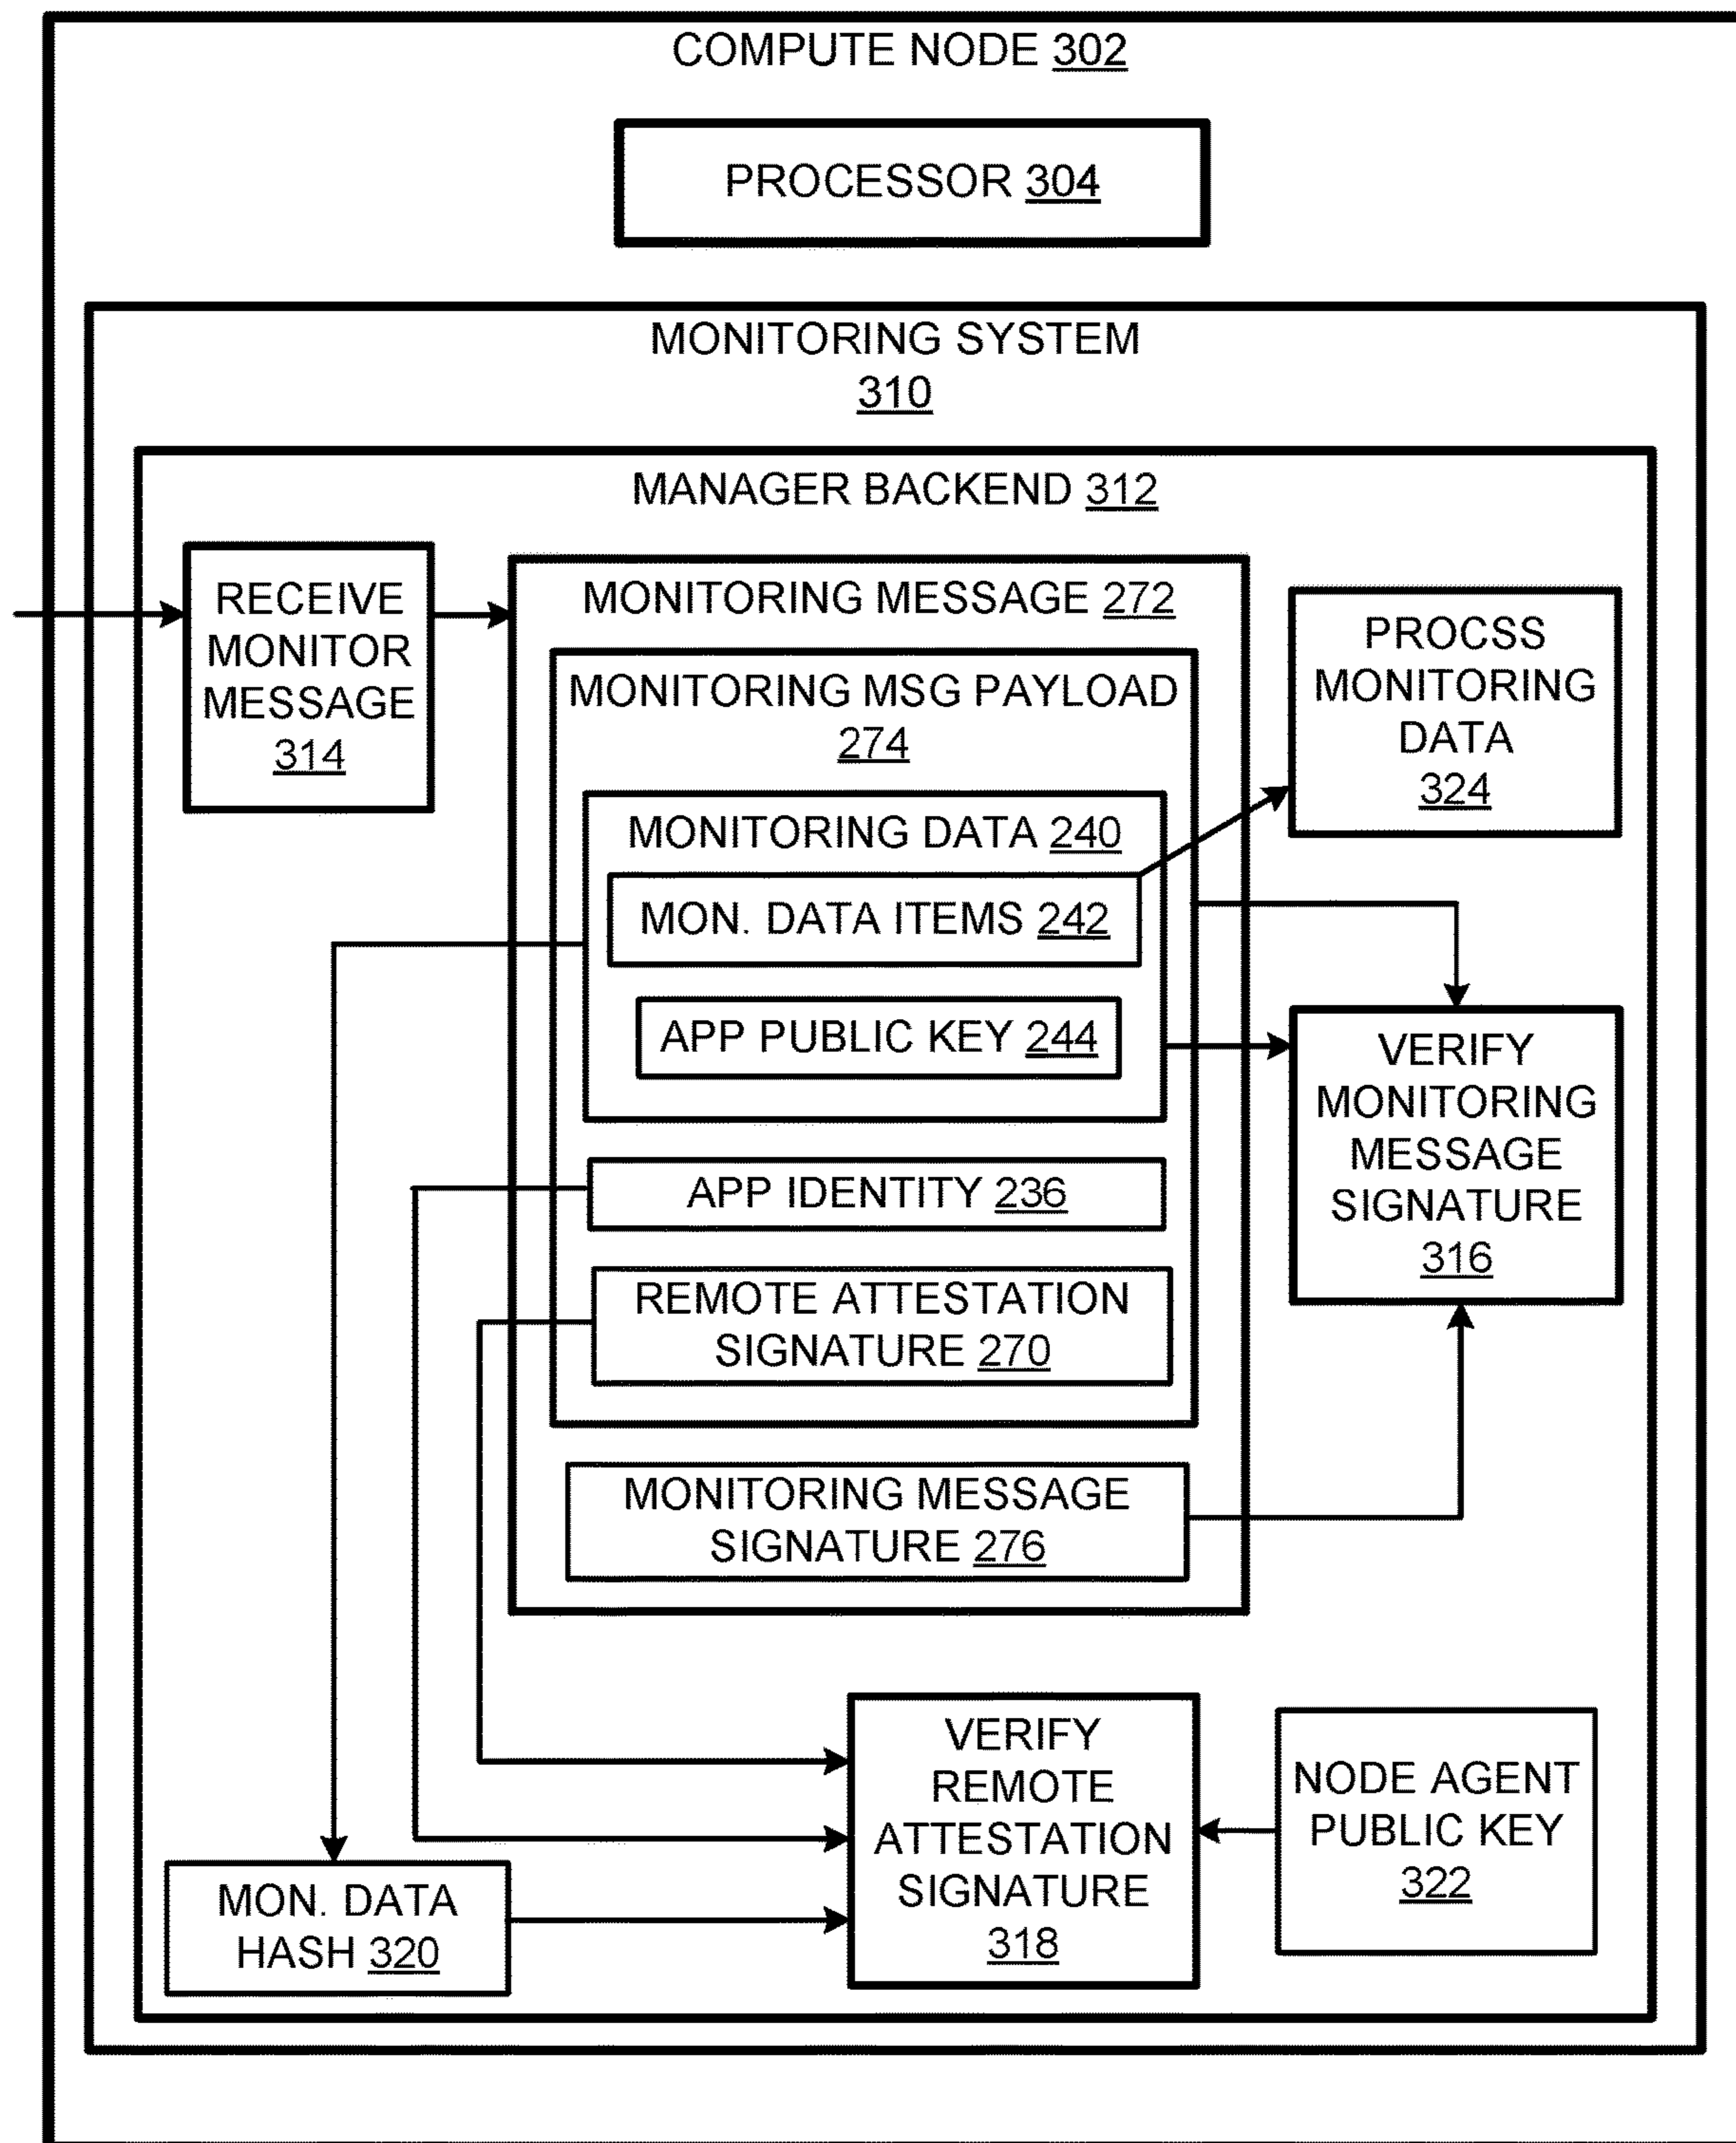 COMPUTE NODE 302
PROCESSOR 304
MONITORING SYSTEM
310
MANAGER BACKEND 312
RECEIVE
MONITOR
MESSAGE
314
MONITORING MESSAGE 272
MONITORING MSG PAYLOAD
274
MONITORING DATA 240
MON. DATA ITEMS 242
APP PUBLIC KEY 244
APP IDENTITY 236
REMOTE ATTESTATION
SIGNATURE 270
MONITORING MESSAGE
SIGNATURE 276
PROCSS
MONITORING
DATA
324
VERIFY
MONITORING
MESSAGE
SIGNATURE
316
MON. DATA
HASH 320
VERIFY
REMOTE
ATTESTATION
SIGNATURE
318
NODE AGENT
PUBLIC KEY
322